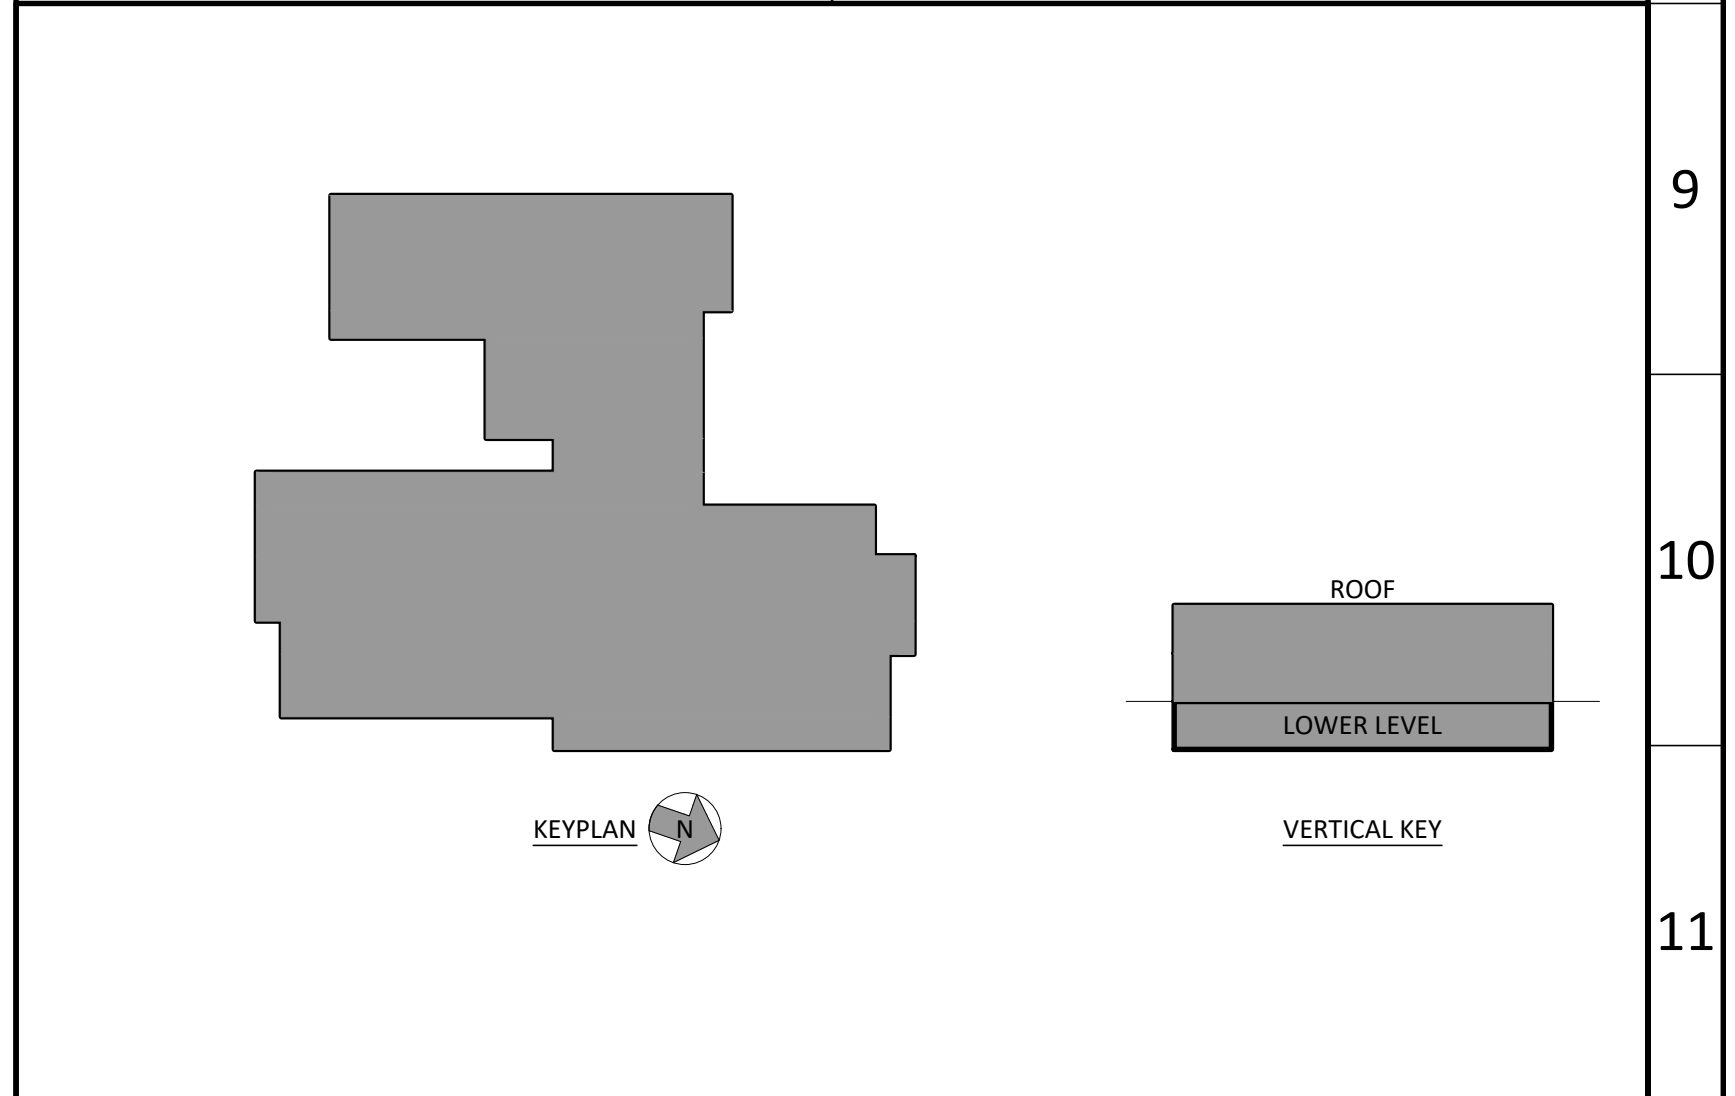 9
10
ROOF
LOWER LEVEL
KEYPLAN
N
VERTICAL KEY
11